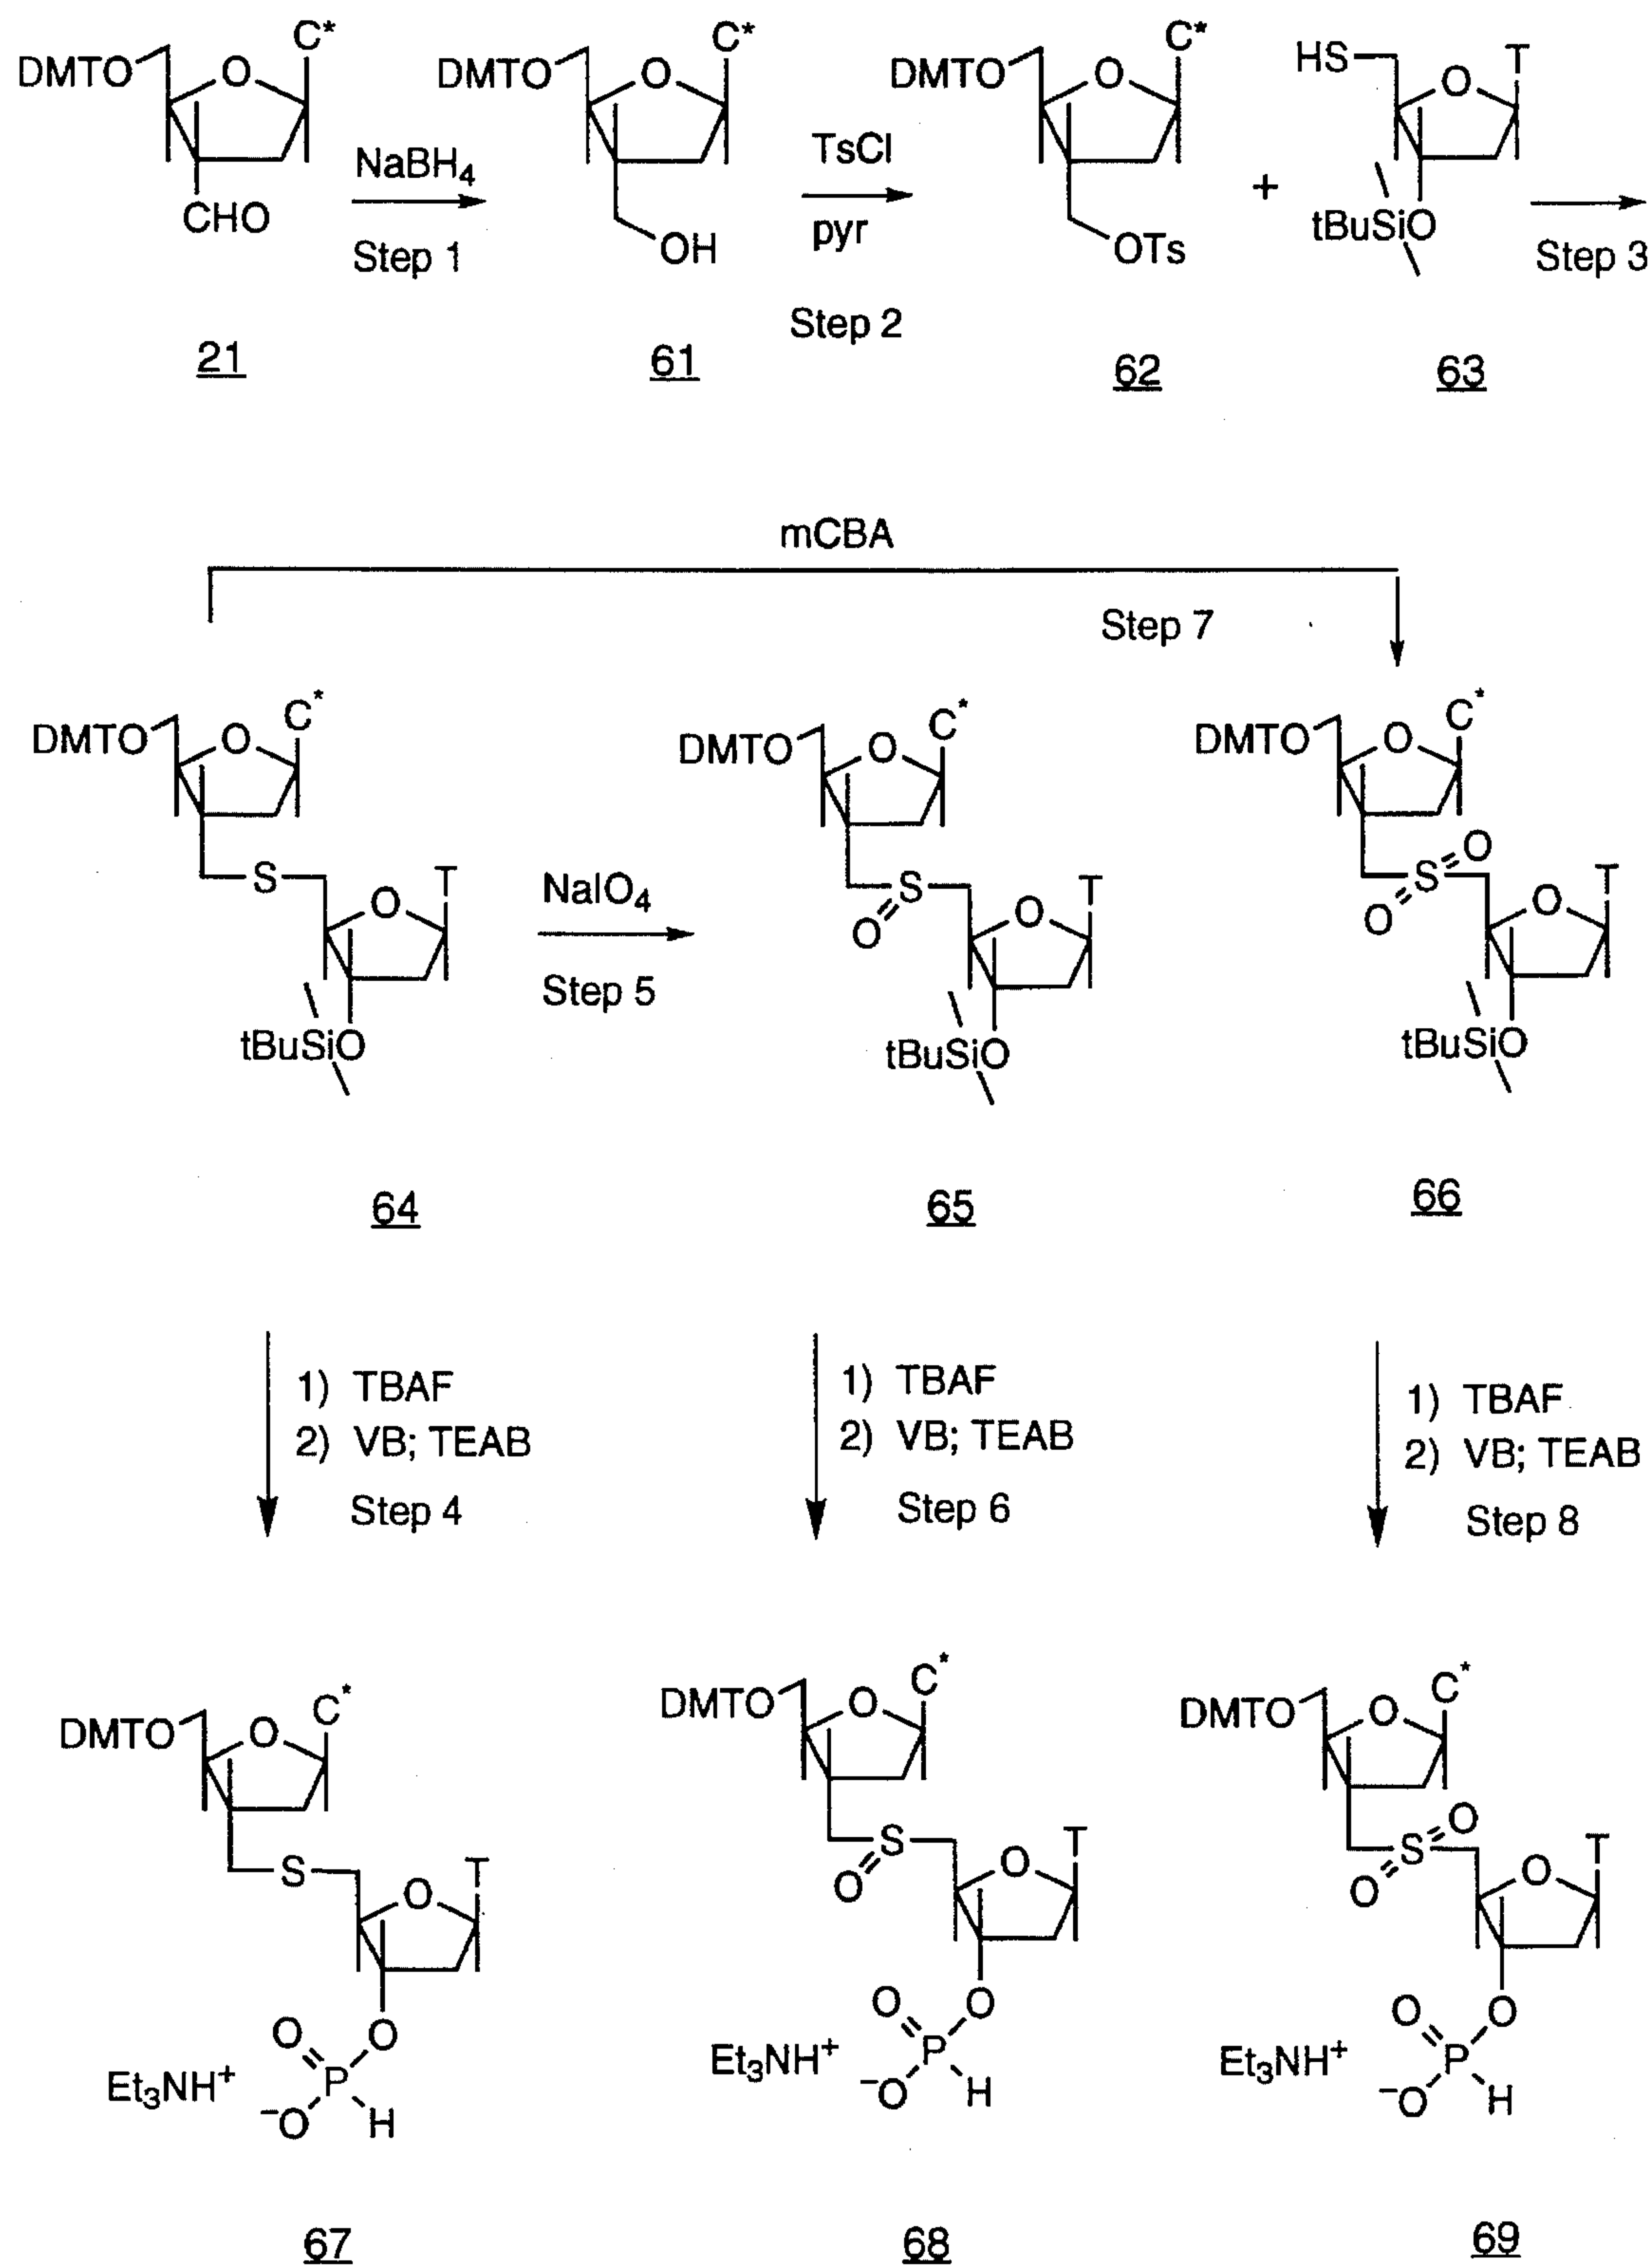 DMTO O C*
CHO
21
NaBH4
Step 1
DMTO O C*
OH
61
TsCl
pyr
Step 2
DMTO O C*
OTs
62
+
HS O T
tBuSiO
63
Step 3
mCBA
Step 7
DMTO O C*
S O T
tBuSiO
64
NaIO4
Step 5
DMTO O C*
S O T
O
tBuSiO
65
DMTO O C*
O
S O T
O
tBuSiO
66
1) TBAF
2) VB; TEAB
Step 4
1) TBAF
2) VB; TEAB
Step 6
1) TBAF
2) VB; TEAB
Step 8
DMTO O C*
S O T
O O
Et3NH+ P
−O H
67
DMTO O C*
S O T
O
O O
Et3NH+ P
−O H
68
DMTO O C*
O
S O T
O
O O
Et3NH+ P
−O H
69